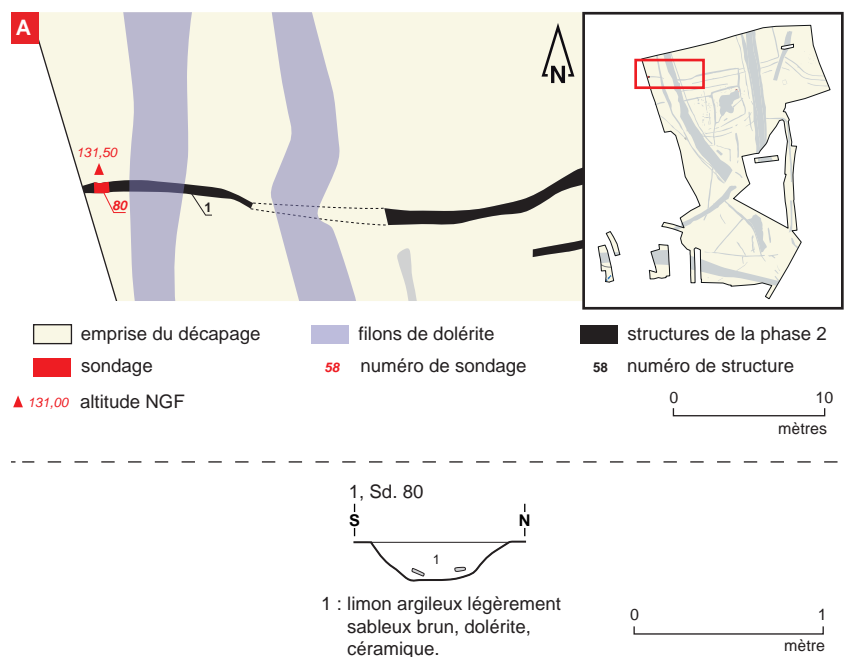 A
N
131,50
80
1
emprise du décapage
filons de dolérite
structures de la phase 2
sondage
58 numéro de sondage
58 numéro de structure
131,00 altitude NGF
0 10
mètres
1, Sd. 80
S N
1
1 : limon argileux légèrement
sableux brun, dolérite,
céramique.
0 1
mètre